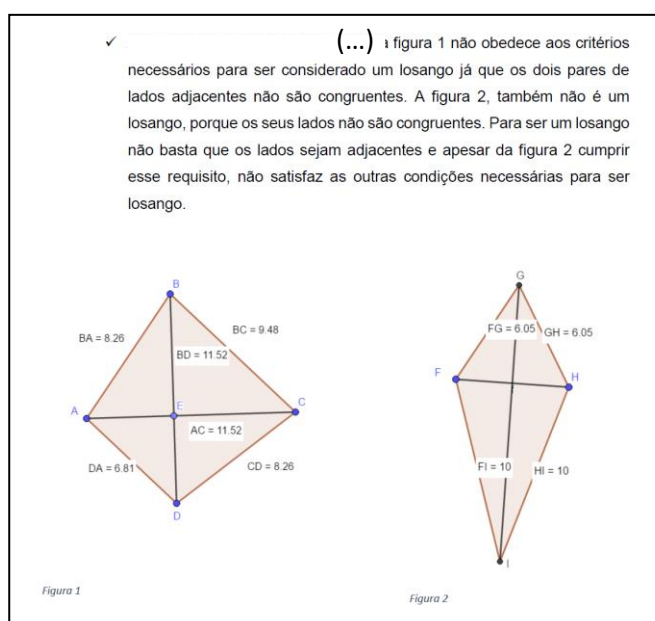 ✓ (...) a figura 1 não obedece aos critérios
necessários para ser considerado um losango já que os dois pares de
lados adjacentes não são congruentes. A figura 2, também não é um
losango, porque os seus lados não são congruentes. Para ser um losango
não basta que os lados sejam adjacentes e apesar da figura 2 cumprir
esse requisito, não satisfaz as outras condições necessárias para ser
losango.
B
BA = 8.26
BC = 9.48
BD = 11.52
A
E
C
AC = 11.52
DA = 6.81
CD = 8.26
D
Figura 1
G
FG = 6.05
GH = 6.05
F
H
FI = 10
HI = 10
I
Figura 2